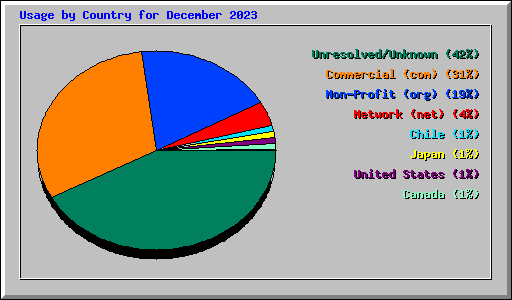 Usage by Country for December 2023
Unresolved/Unknown (42%)
Commercial (com) (31%)
Non-Profit (org) (19%)
Network (net) (4%)
Chile (1%)
Japan (1%)
United States (1%)
Canada (1%)